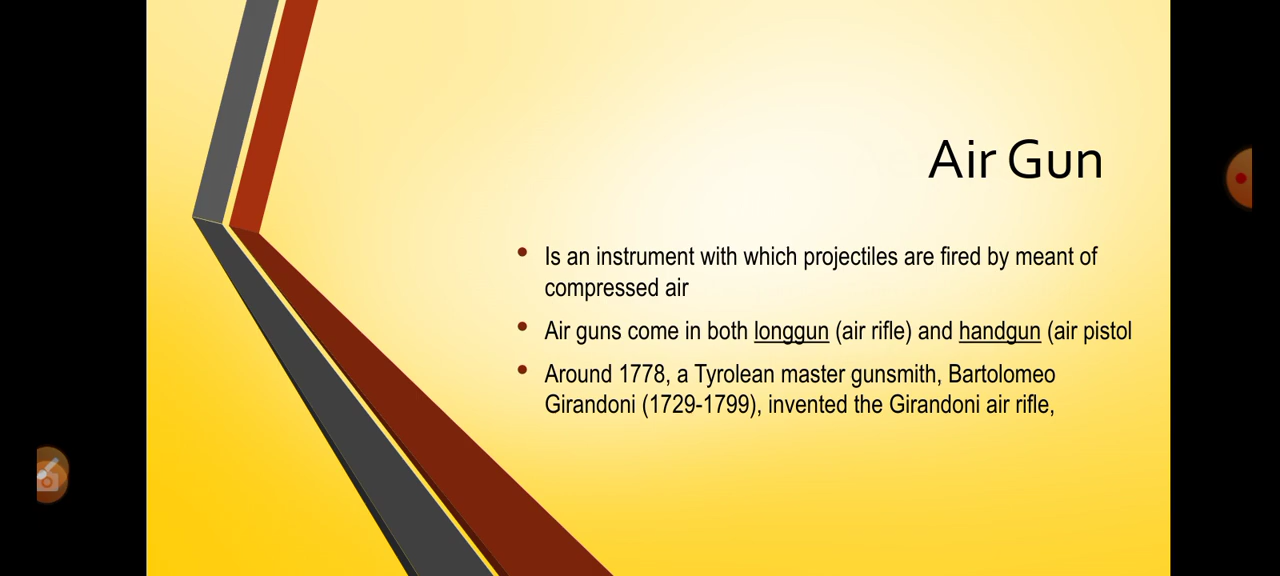 Air Gun
• Is an instrument with which projectiles are fired by meant of
compressed air
• Air guns come in both longgun (air rifle) and handgun (air pistol
• Around 1778, a Tyrolean master gunsmith, Bartolomeo
Girandoni (1729-1799), invented the Girandoni air rifle,